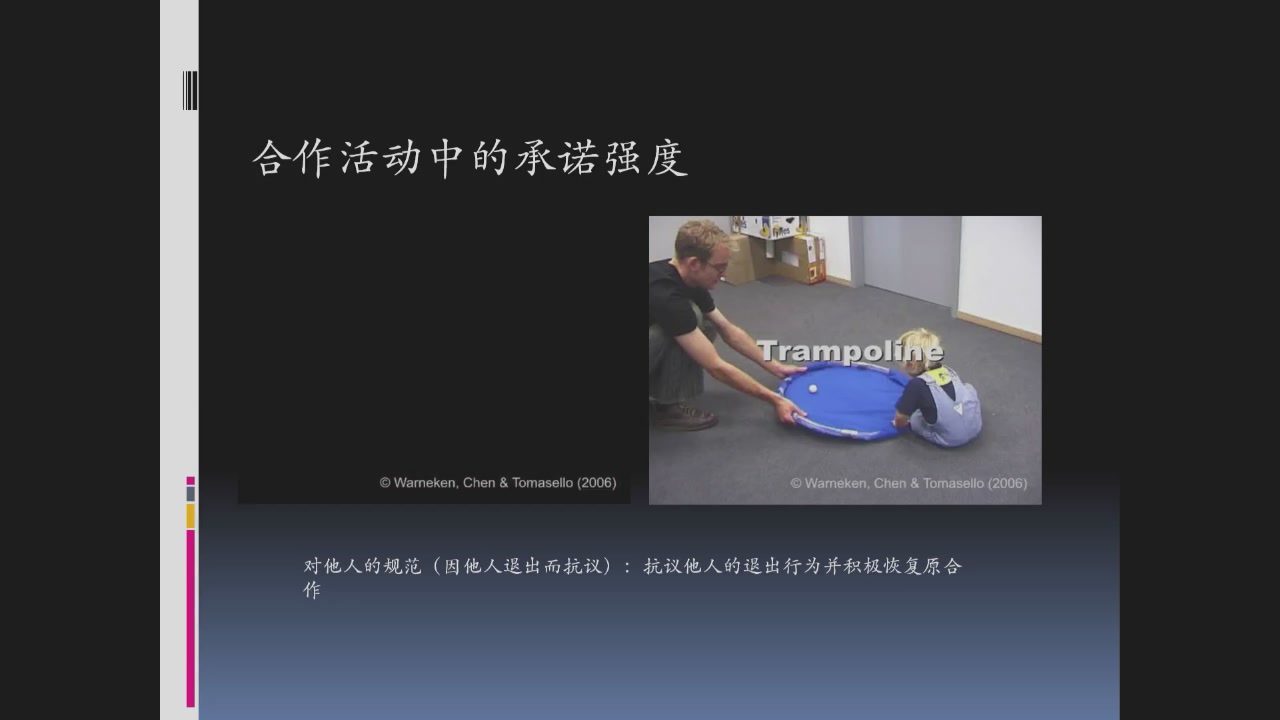 合作活动中的承诺强度
Trampoline
© Warneken, Chen & Tomasello (2006)
© Warneken, Chen & Tomasello (2006)
对他人的规范（因他人退出而抗议）：抗议他人的退出行为并积极恢复原合
作